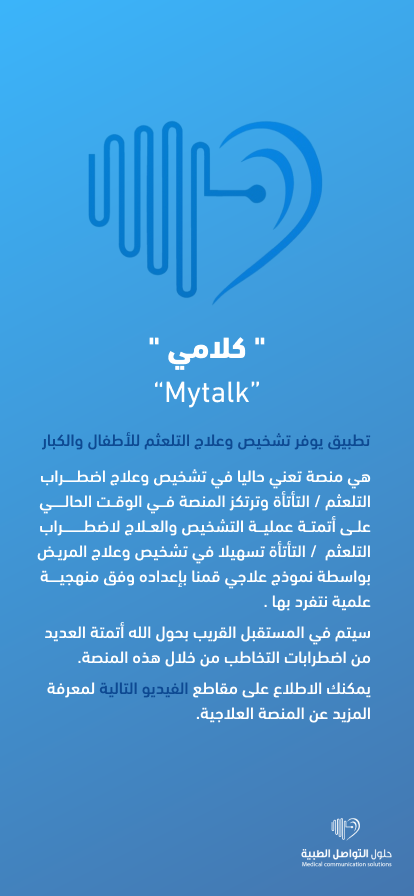 " كلامي "
“Mytalk”
تطبيق يوفر تشخيص وعلاج التلعثم للأطفال والكبار
هي منصة تعني حاليا في تشخيص وعلاج اضطراب
التلعثم / التأتأة وترتكز المنصة في الوقت الحالي
على أتمتة عملية التشخيص والعلاج لاضطراب
التلعثم / التأتأة تسهيلا في تشخيص وعلاج المريض
بواسطة نموذج علاجي قمنا بإعداده وفق منهجية
علمية نتفرد بها .
سيتم في المستقبل القريب بحول الله أتمتة العديد
من اضطرابات التخاطب من خلال هذه المنصة.
يمكنك الاطلاع على مقاطع الفيديو التالية لمعرفة
المزيد عن المنصة العلاجية.
حلول التواصل الطبية
Medical communication solutions